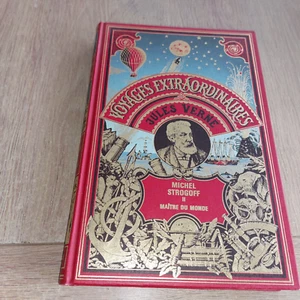 VOYAGES EXTRAORDINAIRES
JULES VERNE
MICHEL
STROGOFF
II
MAÎTRE DU MONDE